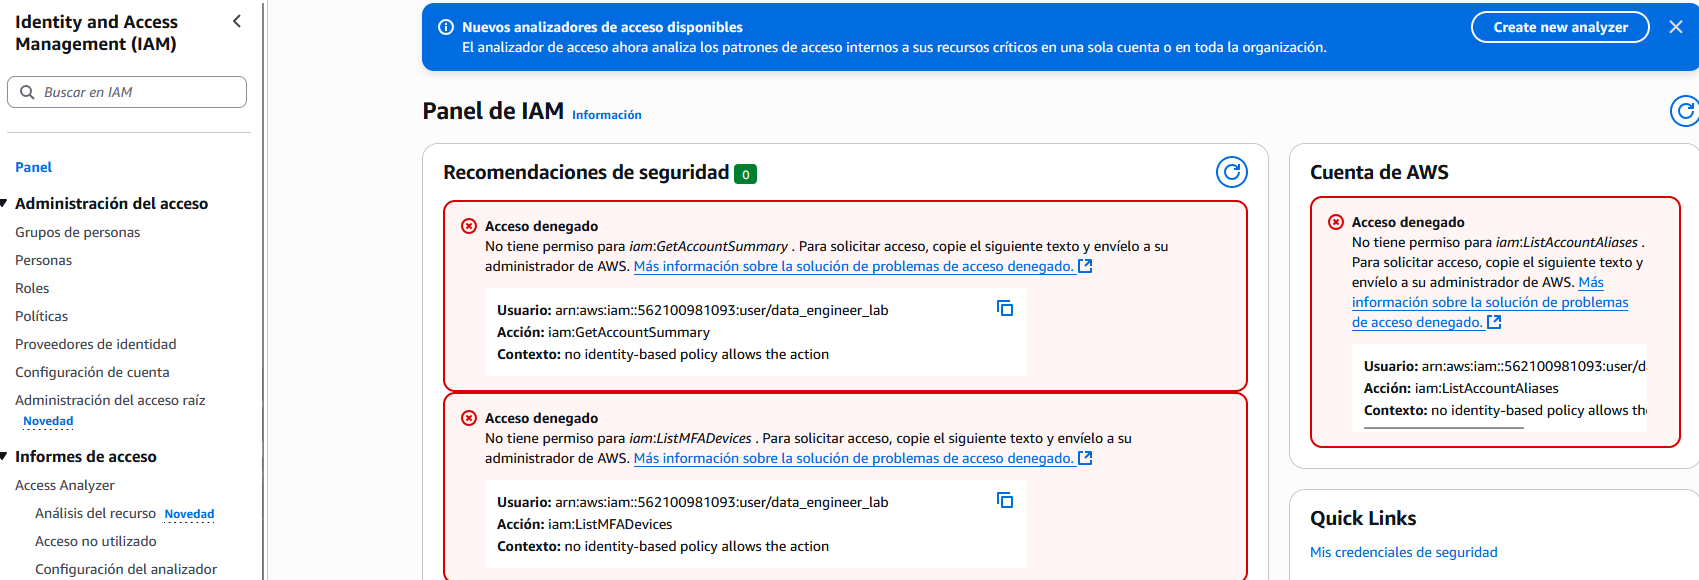 Identity and Access
Management (IAM)
Buscar en IAM
Panel
Administración del acceso
Grupos de personas
Personas
Roles
Políticas
Proveedores de identidad
Configuración de cuenta
Administración del acceso raíz
Novedad
Informes de acceso
Access Analyzer
Análisis del recurso Novedad
Acceso no utilizado
Configuración del analizador
Nuevos analizadores de acceso disponibles
El analizador de acceso ahora analiza los patrones de acceso internos a sus recursos críticos en una sola cuenta o en toda la organización.
Create new analyzer
Panel de IAM Información
Recomendaciones de seguridad 0
Acceso denegado
No tiene permiso para iam:GetAccountSummary . Para solicitar acceso, copie el siguiente texto y envíelo a su
administrador de AWS. Más información sobre la solución de problemas de acceso denegado.
Usuario: arn:aws:iam::562100981093:user/data_engineer_lab
Acción: iam:GetAccountSummary
Contexto: no identity-based policy allows the action
Acceso denegado
No tiene permiso para iam:ListMFADevices . Para solicitar acceso, copie el siguiente texto y envíelo a su
administrador de AWS. Más información sobre la solución de problemas de acceso denegado.
Usuario: arn:aws:iam::562100981093:user/data_engineer_lab
Acción: iam:ListMFADevices
Contexto: no identity-based policy allows the action
Cuenta de AWS
Acceso denegado
No tiene permiso para iam:ListAccountAliases .
Para solicitar acceso, copie el siguiente texto y
envíelo a su administrador de AWS. Más
información sobre la solución de problemas
de acceso denegado.
Usuario: arn:aws:iam::562100981093:user/d
Acción: iam:ListAccountAliases
Contexto: no identity-based policy allows th
Quick Links
Mis credenciales de seguridad